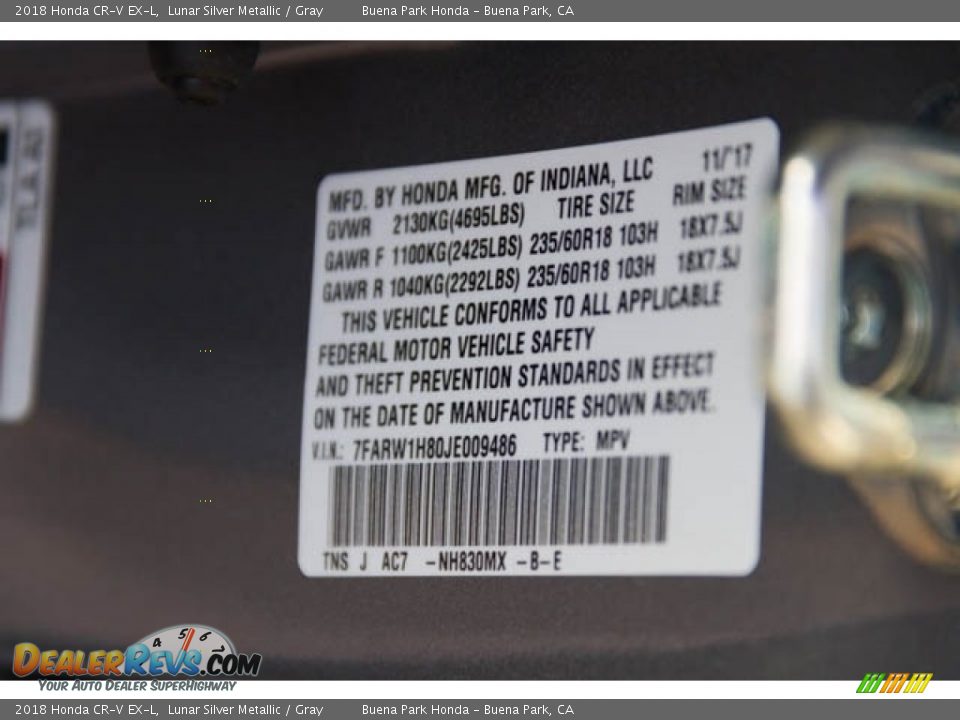 2018 Honda CR-V EX-L, Lunar Silver Metallic / Gray Buena Park Honda - Buena Park, CA
MFD. BY HONDA MFG. OF INDIANA, LLC 11/'17
GVWR 2130KG(4695LBS) TIRE SIZE RIM SIZE
GAWR F 1100KG(2425LBS) 235/60R18 103H 18X7.5J
GAWR R 1040KG(2292LBS) 235/60R18 103H 18X7.5J
THIS VEHICLE CONFORMS TO ALL APPLICABLE
FEDERAL MOTOR VEHICLE SAFETY
AND THEFT PREVENTION STANDARDS IN EFFECT
ON THE DATE OF MANUFACTURE SHOWN ABOVE.
V.I.N.: 7FARW1H80JE009486 TYPE: MPV
TNS J AC7 -NH830MX -B-E
4 5 6 7
DEALERREVS.COM
YOUR AUTO DEALER SUPERHIGHWAY
2018 Honda CR-V EX-L, Lunar Silver Metallic / Gray Buena Park Honda - Buena Park, CA